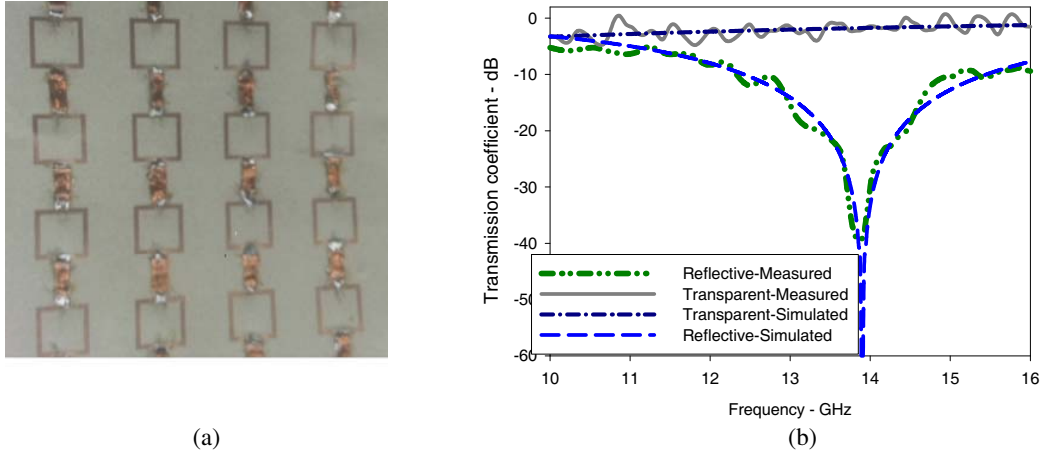 0
-10
-20
-30
-40
-50
-60
Transmission coefficient - dB
Reflective-Measured
Transparent-Measured
Transparent-Simulated
Reflective-Simulated
10 11 12 13 14 15 16
Frequency - GHz
(a) (b)